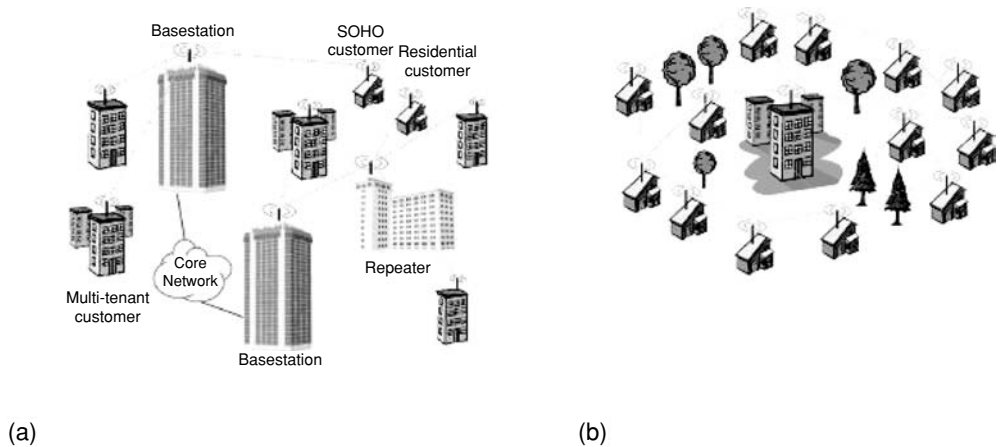 Basestation
SOHO
customer
Residential
customer
Core
Network
Repeater
Multi-tenant
customer
Basestation
(a)
(b)